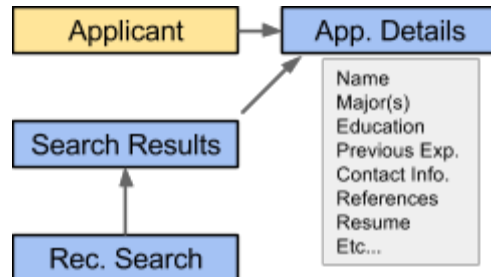 Applicant
App. Details
Name
Major(s)
Education
Previous Exp.
Contact Info.
References
Resume
Etc...
Search Results
Rec. Search